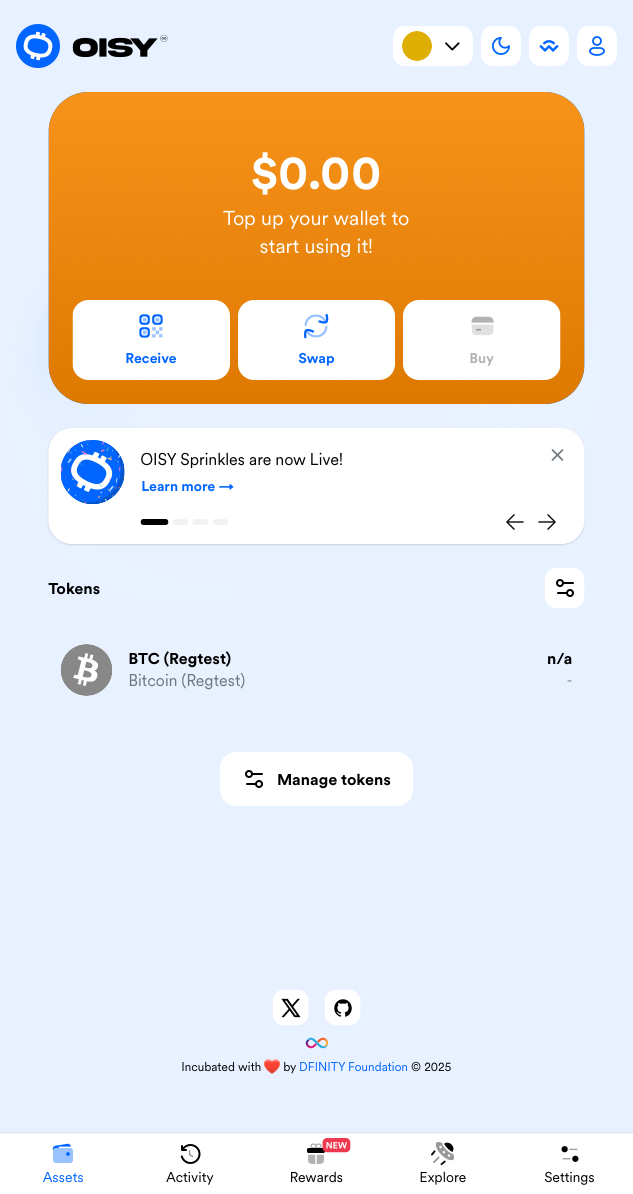 OISY
$0.00
Top up your wallet to
start using it!
Receive
Swap
Buy
OISY Sprinkles are now Live!
Learn more →
Tokens
BTC (Regtest)
n/a
Bitcoin (Regtest)
-
Manage tokens
Incubated with ❤️ by DFINITY Foundation © 2025
NEW
Assets
Activity
Rewards
Explore
Settings